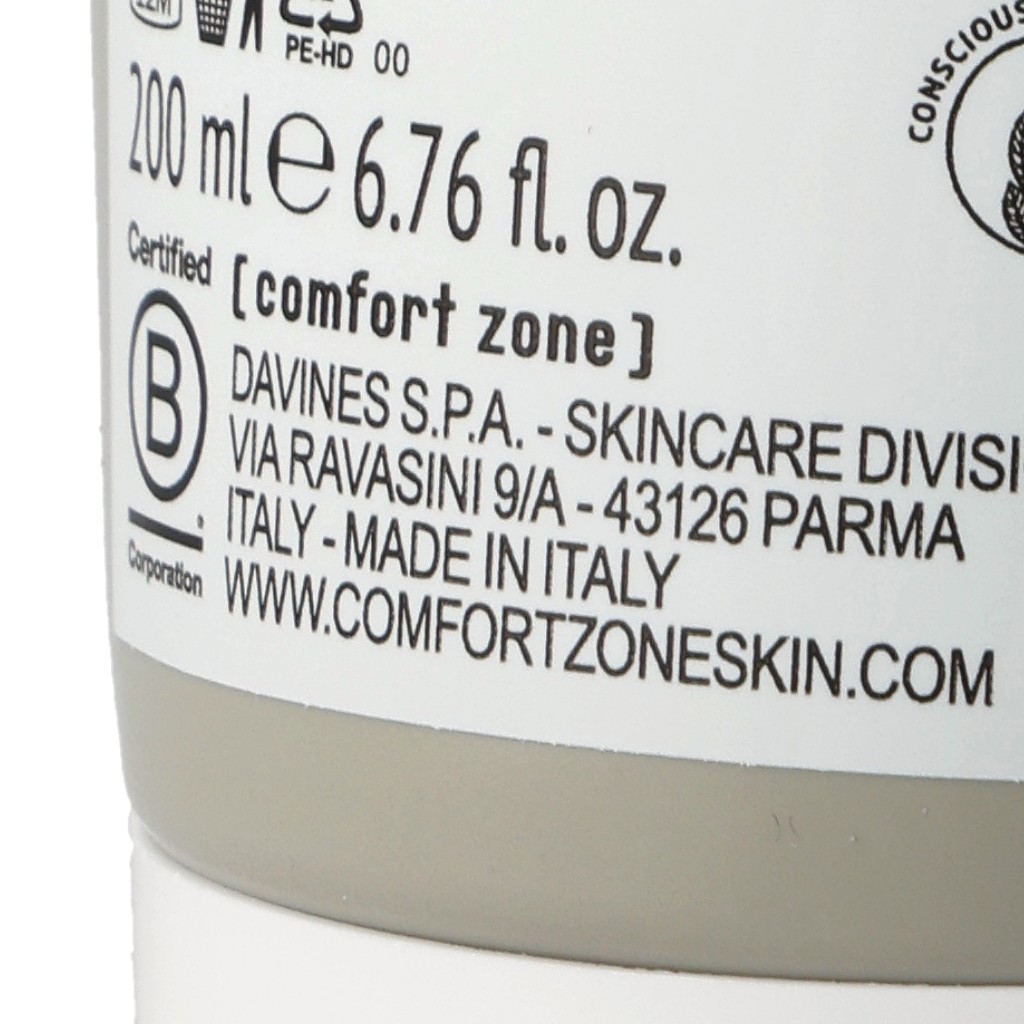 12M
PE-HD 00
CONSCIOUS
200 ml e 6.76 fl. oz.
Certified
[comfort zone]
B
DAVINES S.P.A. - SKINCARE DIVISI
VIA RAVASINI 9/A - 43126 PARMA
ITALY - MADE IN ITALY
WWW.COMFORTZONESKIN.COM
Corporation